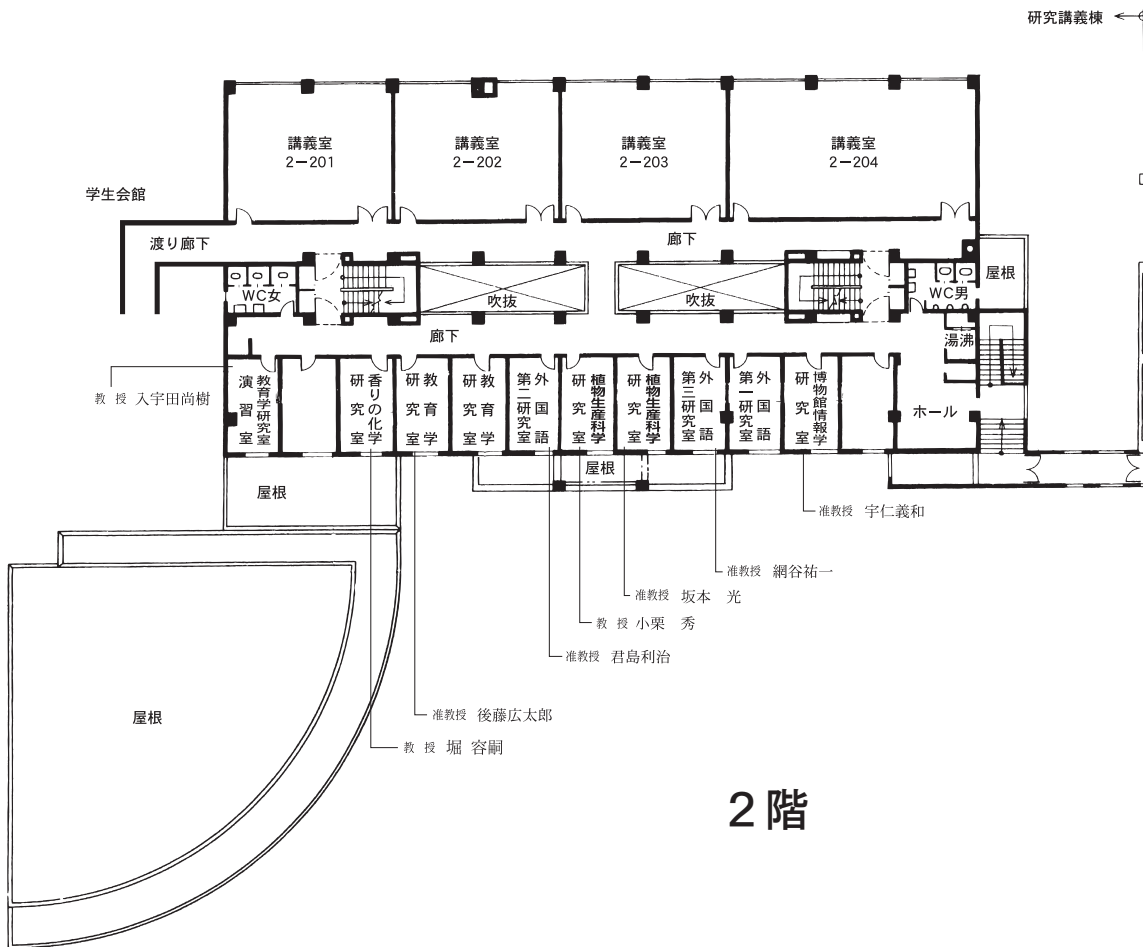 研究講義棟
講義室
2-201
講義室
2-202
講義室
2-203
講義室
2-204
学生会館
渡り廊下
廊下
WC女
吹抜
吹抜
WC男
屋根
廊下
湯沸
教育学研究室
演習室
香りの化学
研究室
教育学
研究室
教育学
研究室
外国語
第二研究室
植物生産科学
研究室
植物生産科学
研究室
外国語
第三研究室
外国語
第一研究室
博物館情報学
研究室
ホール
教 授 入宇田尚樹
屋根
屋根
准教授 宇仁義和
准教授 網谷祐一
准教授 坂本 光
教 授 小栗 秀
准教授 君島利治
准教授 後藤広太郎
教 授 堀 容嗣
屋根
2階